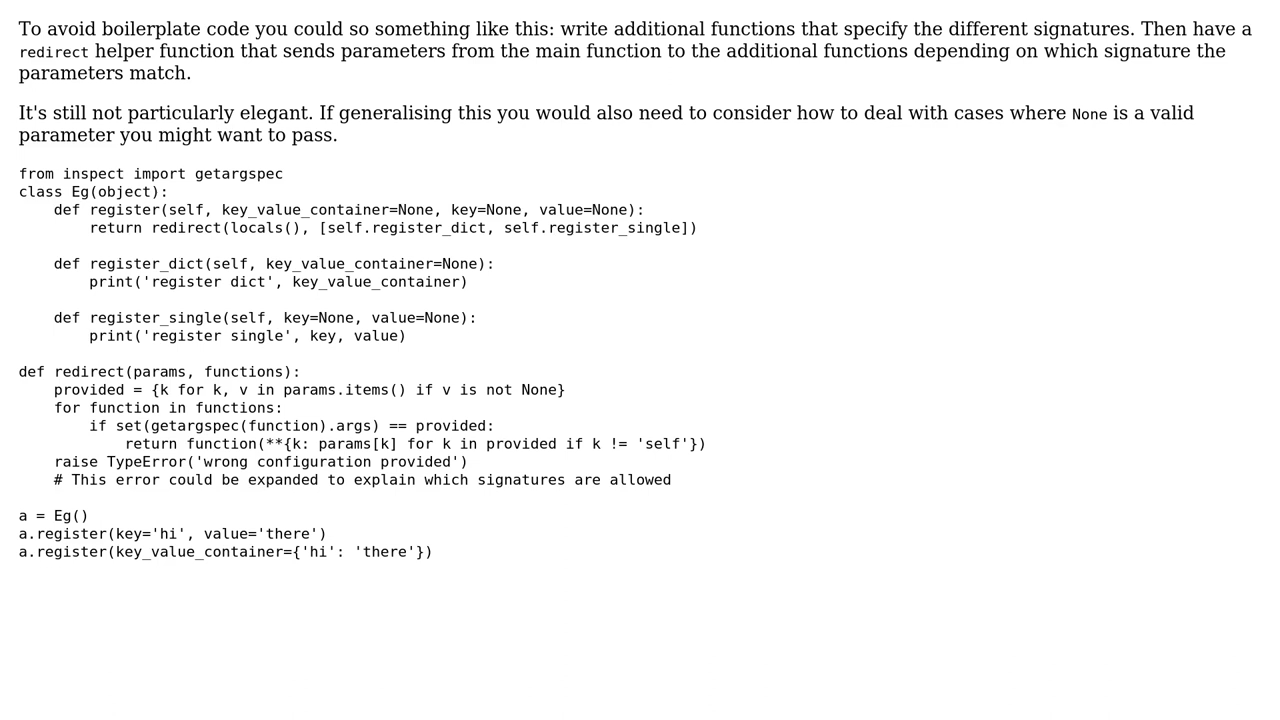 To avoid boilerplate code you could so something like this: write additional functions that specify the different signatures. Then have a
redirect helper function that sends parameters from the main function to the additional functions depending on which signature the
parameters match.
It's still not particularly elegant. If generalising this you would also need to consider how to deal with cases where None is a valid
parameter you might want to pass.
from inspect import getargspec
class Eg(object):
    def register(self, key_value_container=None, key=None, value=None):
        return redirect(locals(), [self.register_dict, self.register_single])

    def register_dict(self, key_value_container=None):
        print('register dict', key_value_container)

    def register_single(self, key=None, value=None):
        print('register single', key, value)

def redirect(params, functions):
    provided = {k for k, v in params.items() if v is not None}
    for function in functions:
        if set(getargspec(function).args) == provided:
            return function(**{k: params[k] for k in provided if k != 'self'})
    raise TypeError('wrong configuration provided')
    # This error could be expanded to explain which signatures are allowed

a = Eg()
a.register(key='hi', value='there')
a.register(key_value_container={'hi': 'there'})